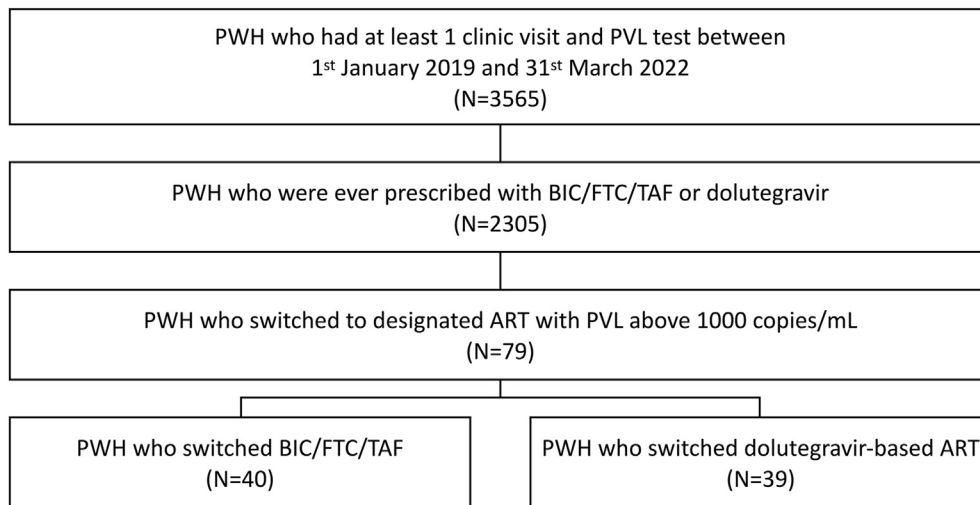 PWH who had at least 1 clinic visit and PVL test between
1st January 2019 and 31st March 2022
(N=3565)
PWH who were ever prescribed with BIC/FTC/TAF or dolutegravir
(N=2305)
PWH who switched to designated ART with PVL above 1000 copies/mL
(N=79)
PWH who switched BIC/FTC/TAF
(N=40)
PWH who switched dolutegravir-based ART
(N=39)